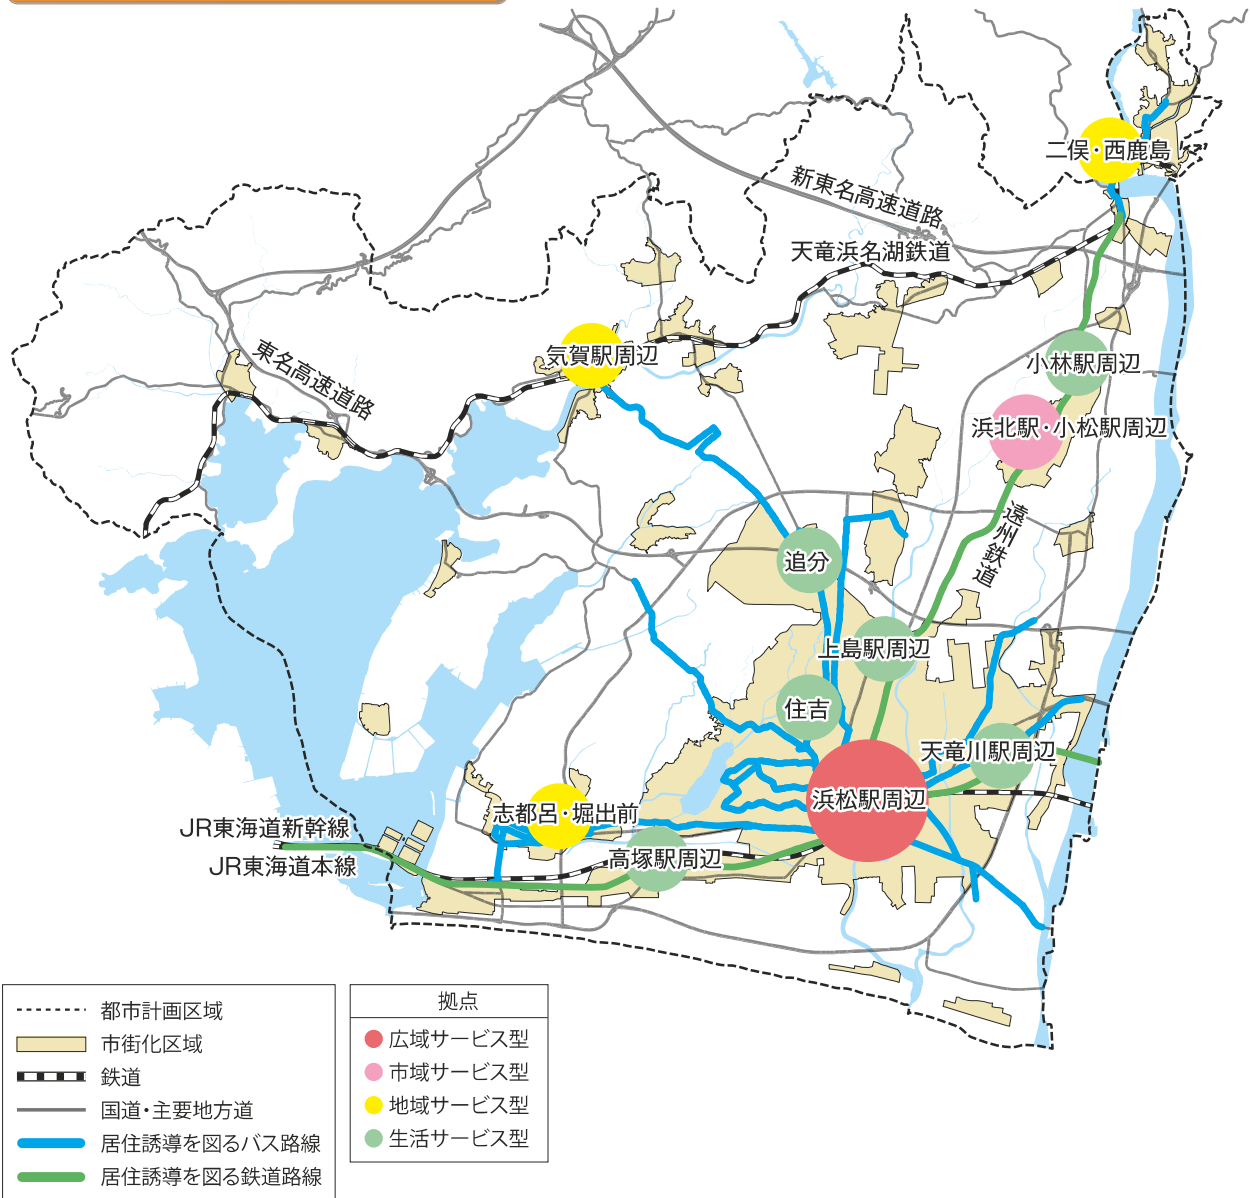 二俣・西鹿島
新東名高速道路
天竜浜名湖鉄道
東名高速道路
気賀駅周辺
小林駅周辺
浜北駅・小松駅周辺
遠州鉄道
追分
上島駅周辺
住吉
天竜川駅周辺
浜松駅周辺
志都呂・堀出前
高塚駅周辺
JR東海道新幹線
JR東海道本線
都市計画区域
市街化区域
鉄道
国道・主要地方道
居住誘導を図るバス路線
居住誘導を図る鉄道路線
拠点
広域サービス型
市域サービス型
地域サービス型
生活サービス型